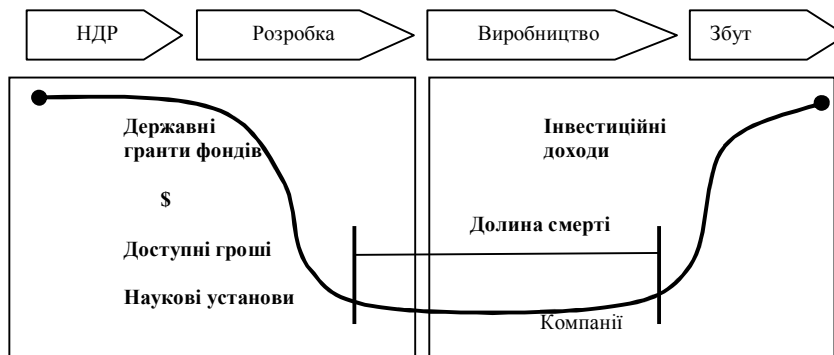 НДР
Розробка
Виробництво
Збут
Державні
гранти фондів
$
Доступні гроші
Наукові установи
Інвестиційні
доходи
Долина смерті
Компанії